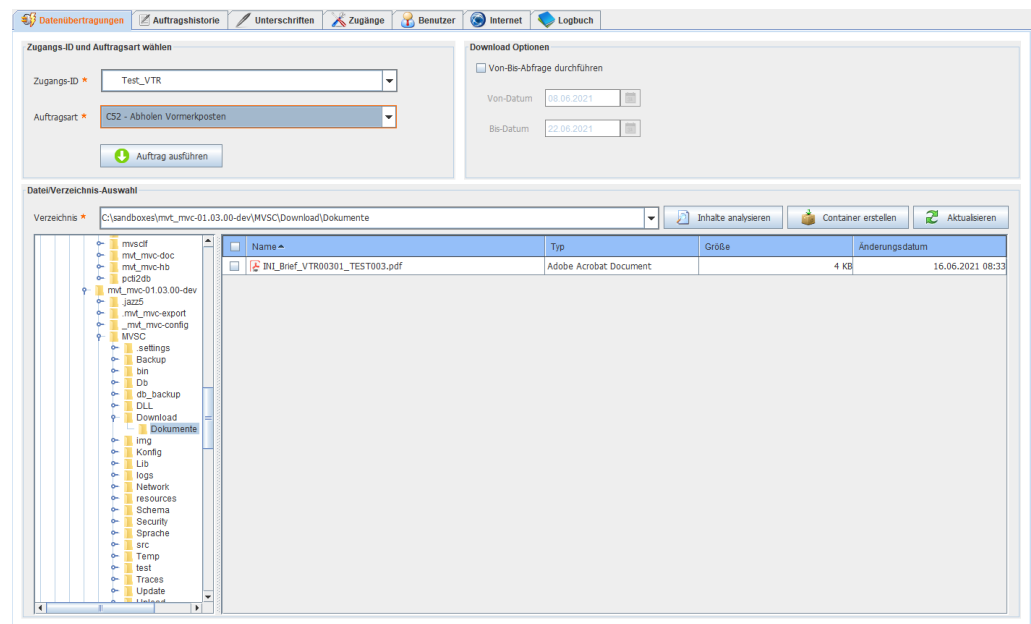 Datenübertragungen Auftragshistorie Unterschriften Zugänge Benutzer Internet Logbuch
Zugangs-ID und Auftragsart wählen
Zugangs-ID * Test_VTR
Auftragsart * C52 - Abholen Vormerkposten
Auftrag ausführen
Download Optionen
Von-Bis-Abfrage durchführen
Von-Datum 08.06.2021
Bis-Datum 22.06.2021
Datei/Verzeichnis-Auswahl
Verzeichnis * C:\sandboxes\mvt_mvc-01.03.00-dev\MVSC\Download\Dokumente Inhalte analysieren Container erstellen Aktualisieren
mvsclf
mvt_mvc-doc
mvt_mvc-hb
pcti2db
mvt_mvc-01.03.00-dev
.jazz5
.mvt_mvc-export
_mvt_mvc-config
MVSC
.settings
Backup
bin
Db
db_backup
DLL
Download
Dokumente
img
Konfig
Lib
logs
Network
resources
Schema
Security
Sprache
src
Temp
test
Traces
Update
Name Typ Größe Änderungsdatum
INI_Brief_VTR00301_TEST003.pdf Adobe Acrobat Document 4 KB 16.06.2021 08:33